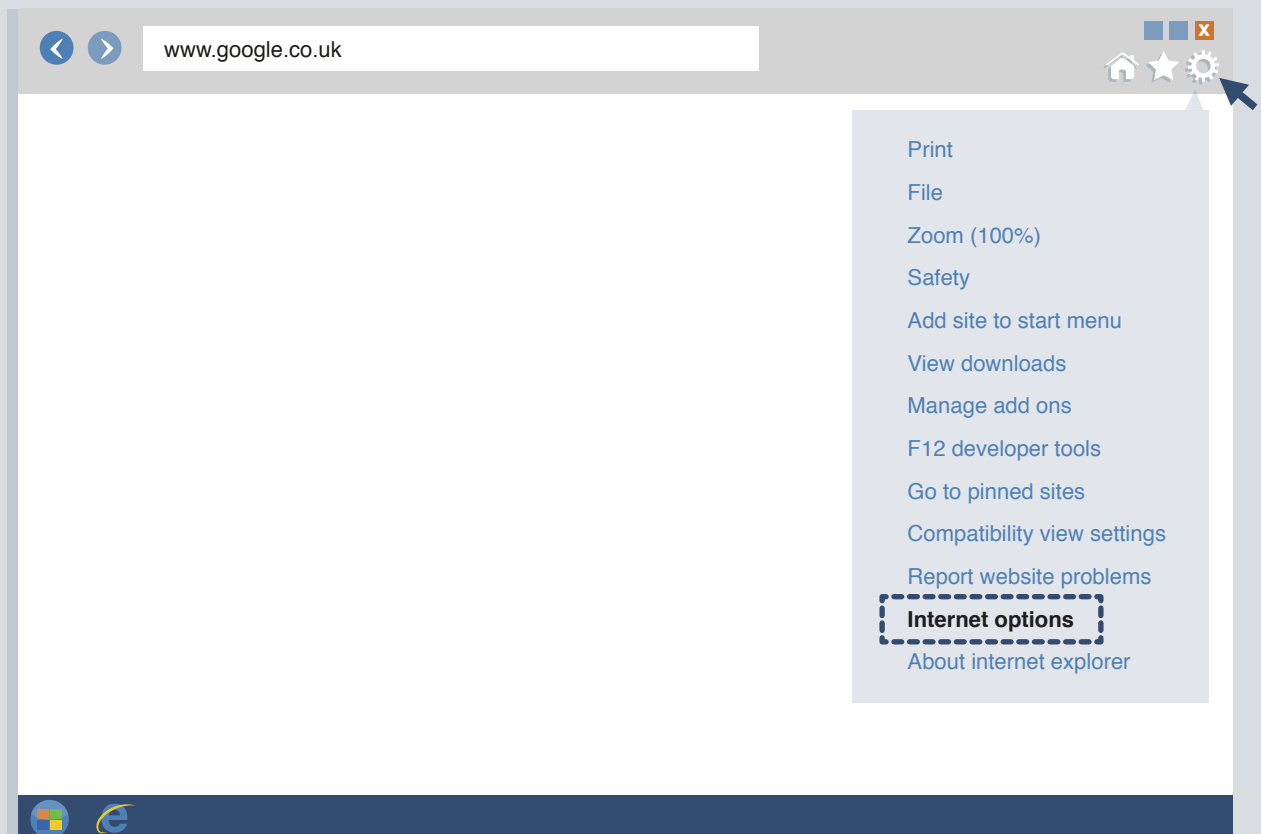 X
www.google.co.uk
Print
File
Zoom (100%)
Safety
Add site to start menu
View downloads
Manage add ons
F12 developer tools
Go to pinned sites
Compatibility view settings
Report website problems
Internet options
About internet explorer